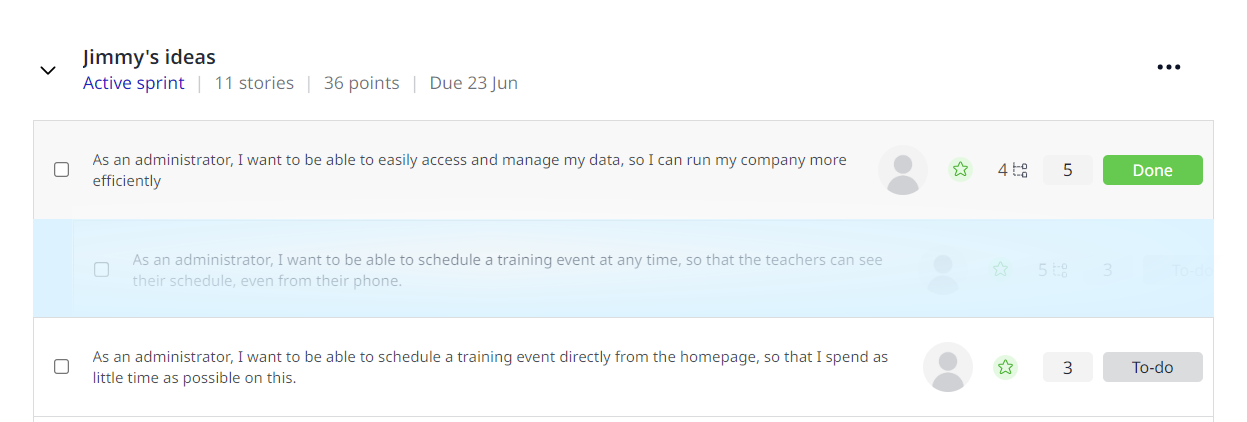 Jimmy's ideas
Active sprint | 11 stories | 36 points | Due 23 Jun
As an administrator, I want to be able to easily access and manage my data, so I can run my company more
efficiently
4
5
Done
As an administrator, I want to be able to schedule a training event at any time, so that the teachers can see
their schedule, even from their phone.
5
3
To-do
As an administrator, I want to be able to schedule a training event directly from the homepage, so that I spend as
little time as possible on this.
3
To-do